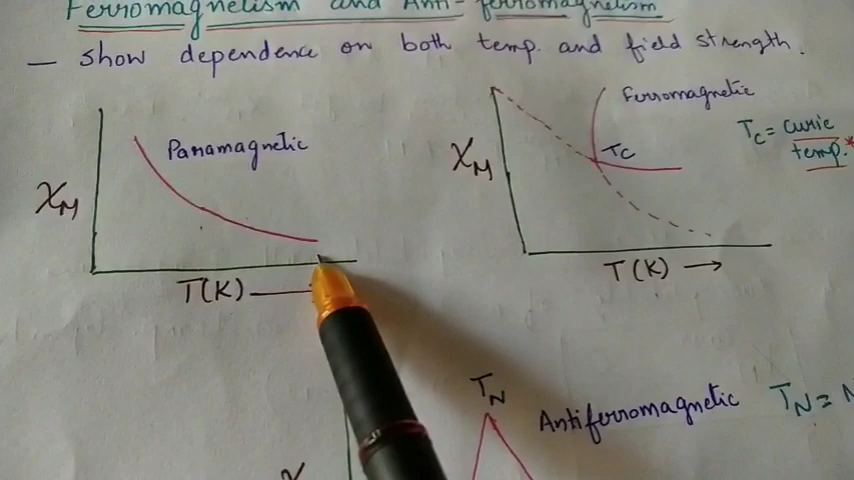 Ferromagnetism and Anti-ferromagnetism
— show dependence on both temp. and field strength.
Paramagnetic
χM
T(K)
Ferromagnetic
TC
χM
T(K) →
TC = curie temp.*
TN
Antiferromagnetic TN =
χ